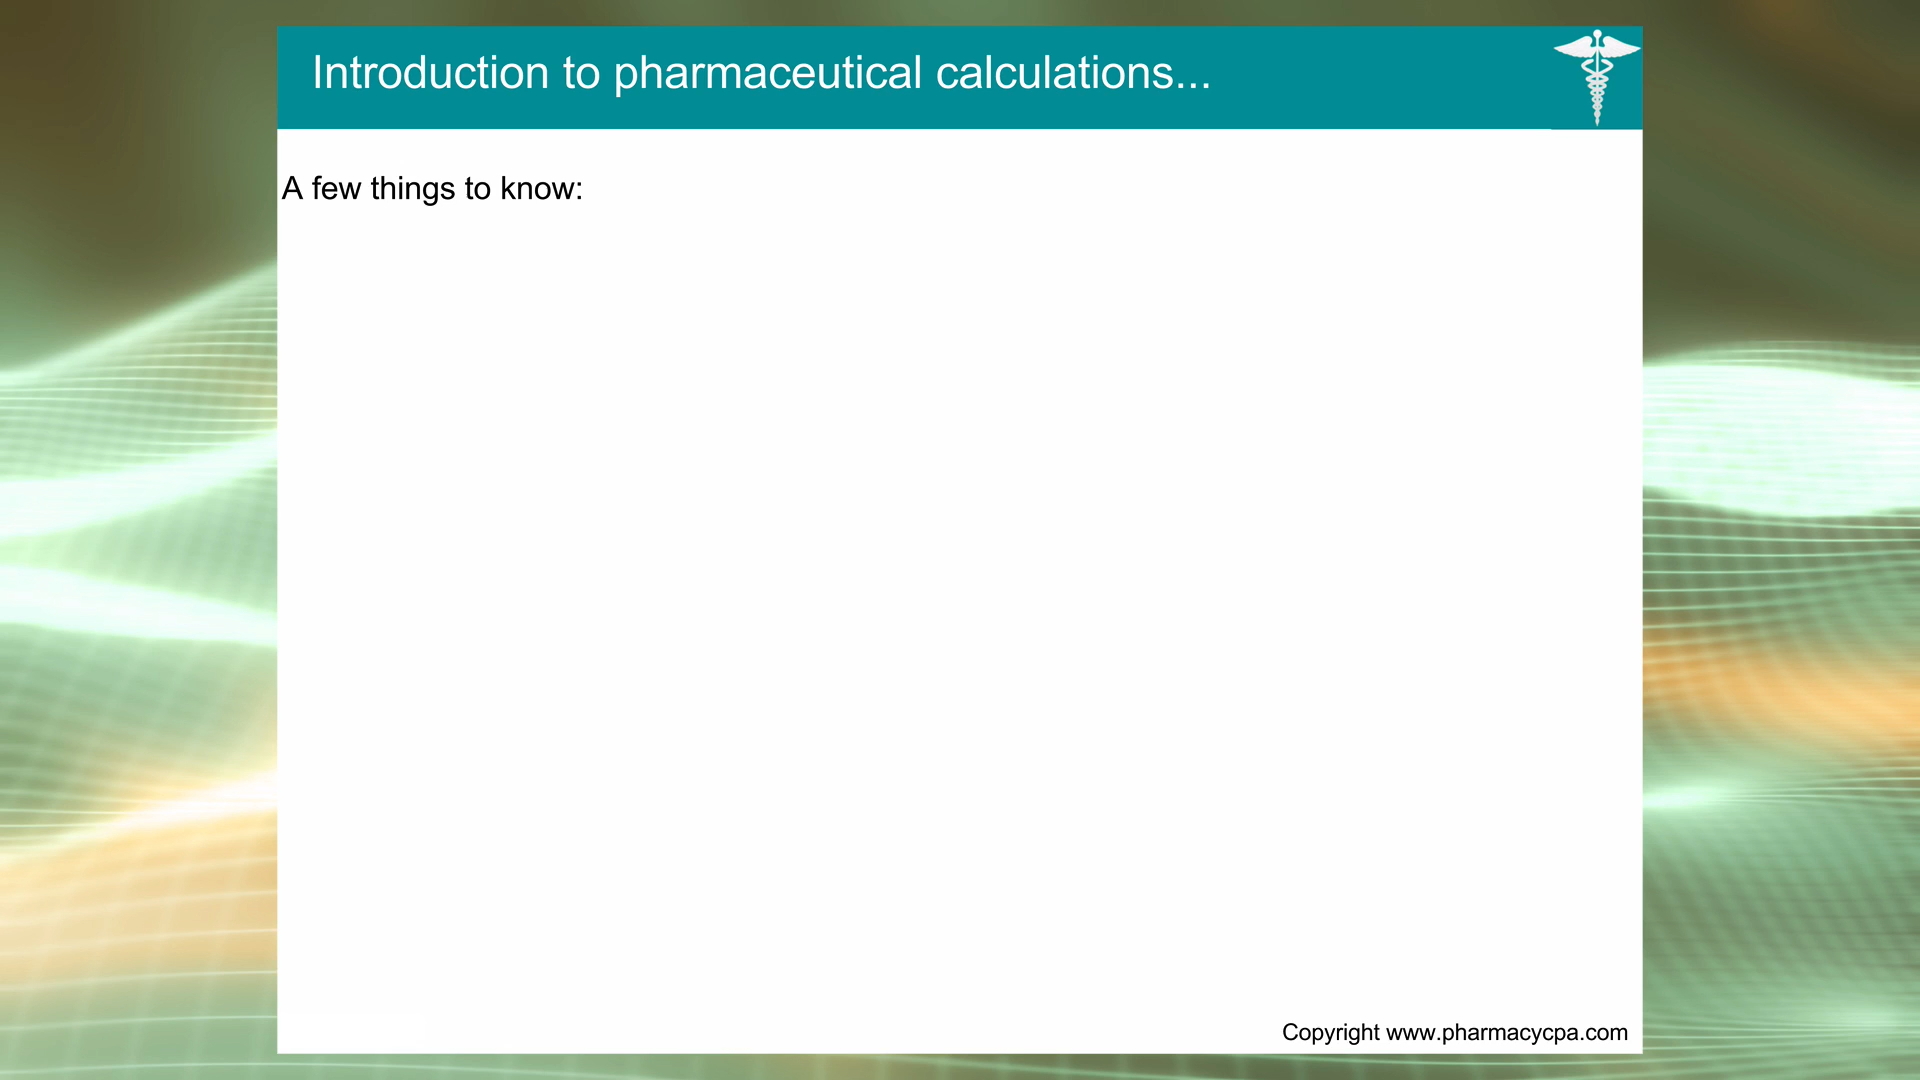 Introduction to pharmaceutical calculations...
A few things to know:
Copyright www.pharmacycpa.com